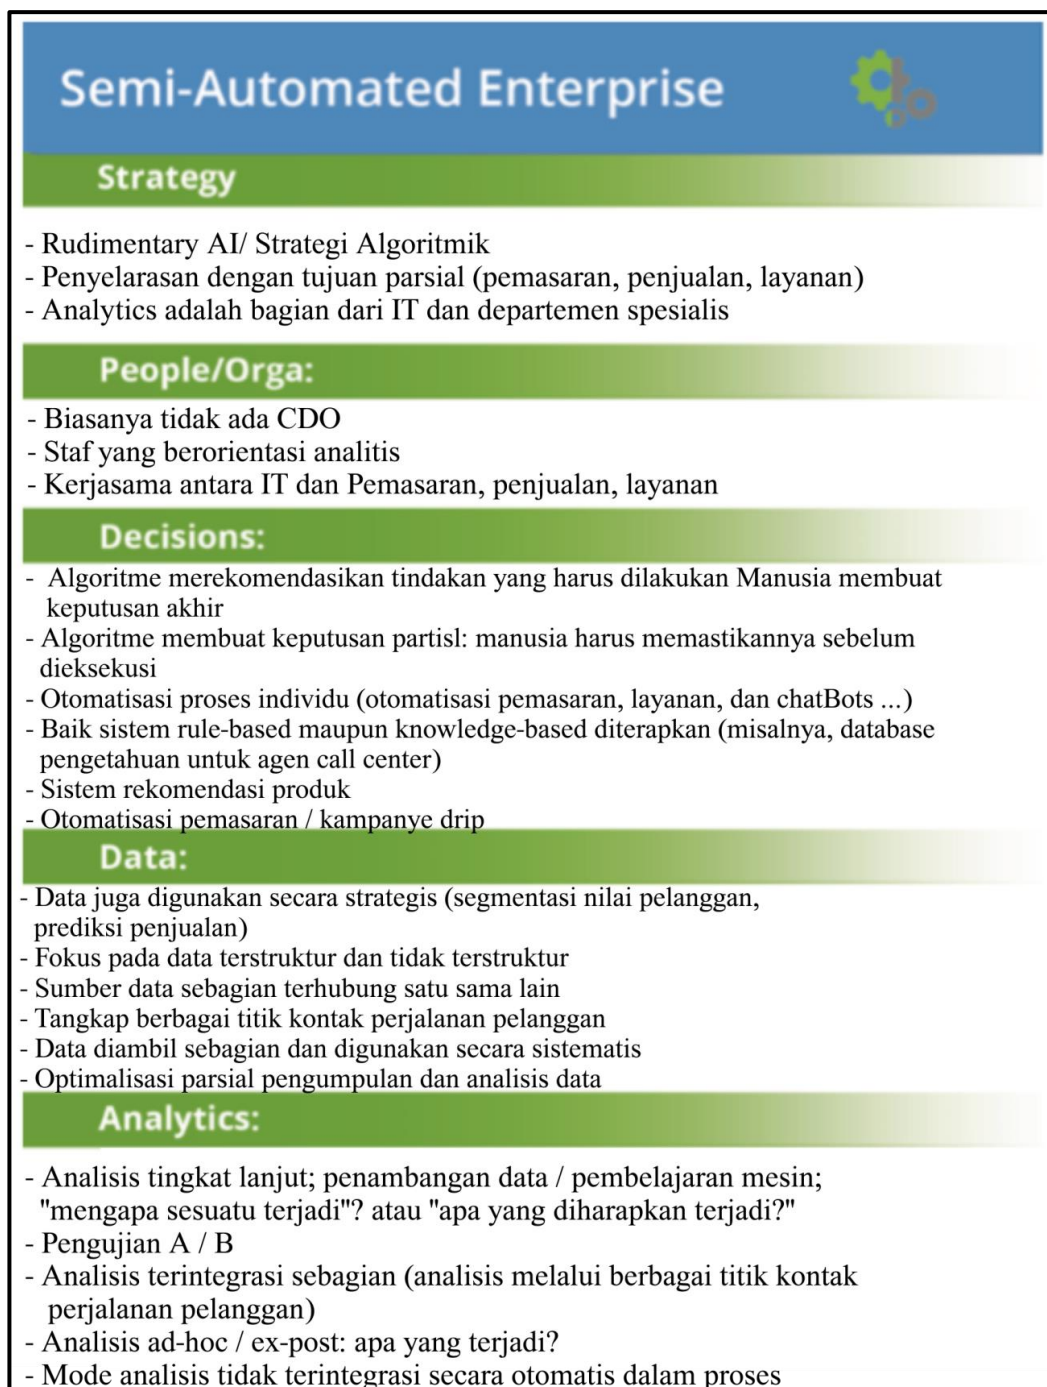 Semi-Automated Enterprise
Strategy
- Rudimentary AI/ Strategi Algoritmik
- Penyelarasan dengan tujuan parsial (pemasaran, penjualan, layanan)
- Analytics adalah bagian dari IT dan departemen spesialis
People/Orga:
- Biasanya tidak ada CDO
- Staf yang berorientasi analitis
- Kerjasama antara IT dan Pemasaran, penjualan, layanan
Decisions:
- Algoritme merekomendasikan tindakan yang harus dilakukan Manusia membuat
keputusan akhir
- Algoritme membuat keputusan partisl: manusia harus memastikannya sebelum
dieksekusi
- Otomatisasi proses individu (otomatisasi pemasaran, layanan, dan chatBots ...)
- Baik sistem rule-based maupun knowledge-based diterapkan (misalnya, database
pengetahuan untuk agen call center)
- Sistem rekomendasi produk
- Otomatisasi pemasaran / kampanye drip
Data:
- Data juga digunakan secara strategis (segmentasi nilai pelanggan,
prediksi penjualan)
- Fokus pada data terstruktur dan tidak terstruktur
- Sumber data sebagian terhubung satu sama lain
- Tangkap berbagai titik kontak perjalanan pelanggan
- Data diambil sebagian dan digunakan secara sistematis
- Optimalisasi parsial pengumpulan dan analisis data
Analytics:
- Analisis tingkat lanjut; penambangan data / pembelajaran mesin;
"mengapa sesuatu terjadi"? atau "apa yang diharapkan terjadi?"
- Pengujian A / B
- Analisis terintegrasi sebagian (analisis melalui berbagai titik kontak
perjalanan pelanggan)
- Analisis ad-hoc / ex-post: apa yang terjadi?
- Mode analisis tidak terintegrasi secara otomatis dalam proses